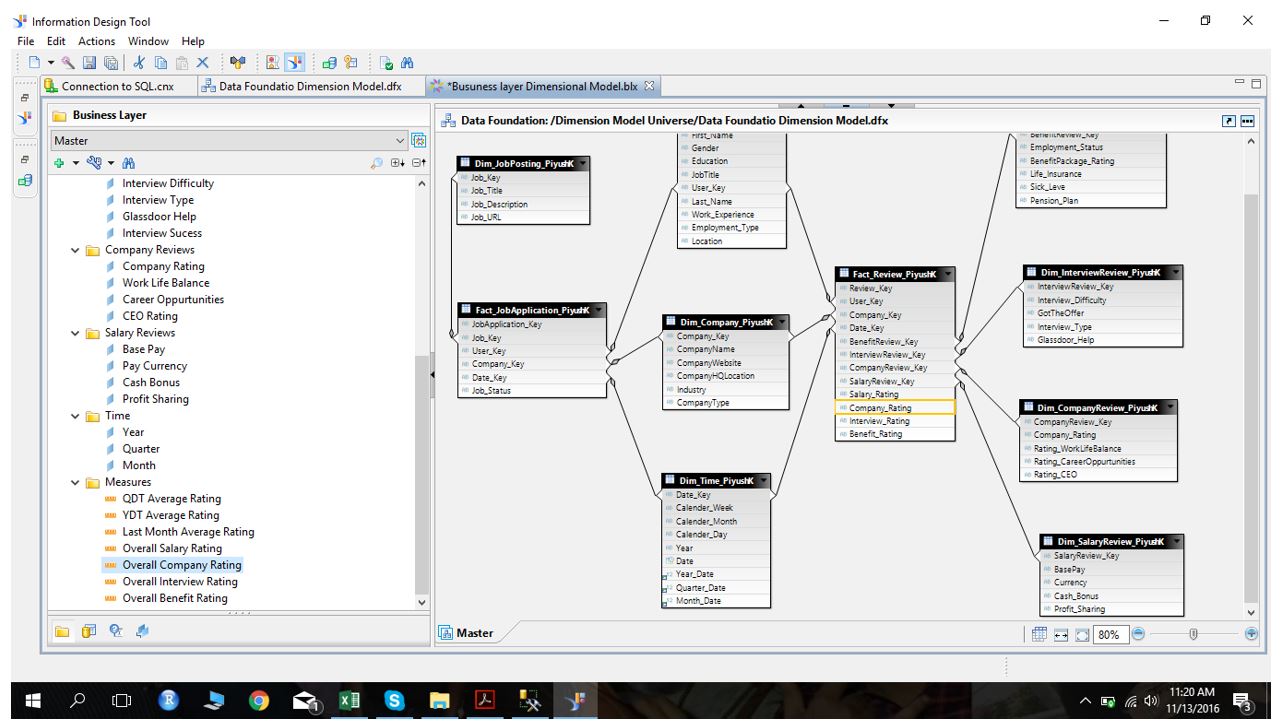 Information Design Tool
File Edit Actions Window Help
Connection to SQL.cnx
Data Foundatio Dimension Model.dfx
*Busuness layer Dimensional Model.blx
Busuness Layer
Master
Interview Difficulty
Interview Type
Glassdoor Help
Interview Sucess
Company Reviews
Company Rating
Work Life Balance
Career Oppurtunities
CEO Rating
Salary Reviews
Base Pay
Pay Currency
Cash Bonus
Profit Sharing
Time
Year
Quarter
Month
Measures
QDT Average Rating
YDT Average Rating
Last Month Average Rating
Overall Salary Rating
Overall Company Rating
Overall Interview Rating
Overall Benefit Rating
Data Foundation: /Dimension Model Universe/Data Foundatio Dimension Model.dfx
Dim_JobPosting_PiyushK
Job_Key
Job_Title
Job_Description
Job_URL
First_Name
Gender
Education
JobTitle
User_Key
Last_Name
Work_Experience
Employment_Type
Location
BenefitReview_Key
Employment_Status
BenefitPackage_Rating
Life_Insurance
Sick_Leve
Pension_Plan
Fact_JobApplication_PiyushK
JobApplication_Key
Job_Key
User_Key
Company_Key
Date_Key
Job_Status
Dim_Company_PiyushK
Company_Key
CompanyName
CompanyWebsite
CompanyHQLocation
Industry
CompanyType
Fact_Review_PiyushK
Review_Key
User_Key
Company_Key
Date_Key
BenefitReview_Key
InterviewReview_Key
CompanyReview_Key
SalaryReview_Key
Salary_Rating
Company_Rating
Interview_Rating
Benefit_Rating
Dim_InterviewReview_PiyushK
InterviewReview_Key
Interview_Difficulty
GotTheOffer
Interview_Type
Glassdoor_Help
Dim_CompanyReview_PiyushK
CompanyReview_Key
Company_Rating
Rating_WorkLifeBalance
Rating_CareerOppurtunities
Rating_CEO
Dim_Time_PiyushK
Date_Key
Calender_Week
Calender_Month
Calender_Day
Year
Date
Year_Date
Quarter_Date
Month_Date
Dim_SalaryReview_PiyushK
SalaryReview_Key
BasePay
Currency
Cash_Bonus
Profit_Sharing
Master
80%
11:20 AM
11/13/2016